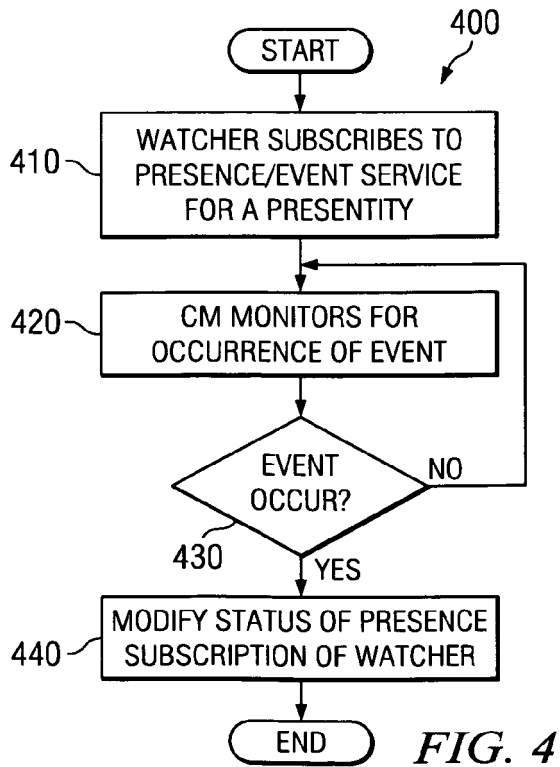 START
400
410
WATCHER SUBSCRIBES TO
PRESENCE/EVENT SERVICE
FOR A PRESENTITY
420
CM MONITORS FOR
OCCURRENCE OF EVENT
EVENT
OCCUR?
NO
430
YES
440
MODIFY STATUS OF PRESENCE
SUBSCRIPTION OF WATCHER
END
FIG. 4